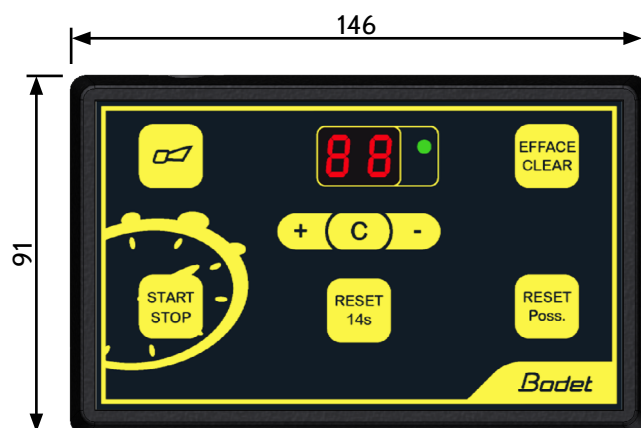 146
91
88
EFFACE
CLEAR
+ C -
START
STOP
RESET
14s
RESET
Poss.
Bodet